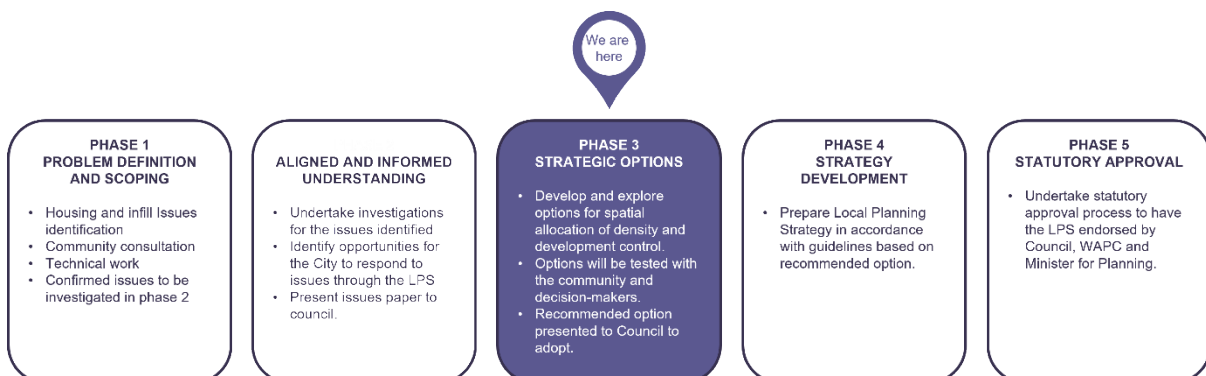 We are
here
PHASE 1
PROBLEM DEFINITION
AND SCOPING
• Housing and infill Issues
identification
• Community consultation
• Technical work
• Confirmed issues to be
investigated in phase 2
ALIGNED AND INFORMED
UNDERSTANDING
• Undertake investigations
for the issues identified
• Identify opportunities for
the City to respond to
issues through the LPS
• Present issues paper to
council.
PHASE 3
STRATEGIC OPTIONS
• Develop and explore
options for spatial
allocation of density and
development control.
• Options will be tested with
the community and
decision-makers.
• Recommended option
presented to Council to
adopt.
PHASE 4
STRATEGY
DEVELOPMENT
• Prepare Local Planning
Strategy in accordance
with guidelines based on
recommended option.
PHASE 5
STATUTORY APPROVAL
• Undertake statutory
approval process to have
the LPS endorsed by
Council, WAPC and
Minister for Planning.